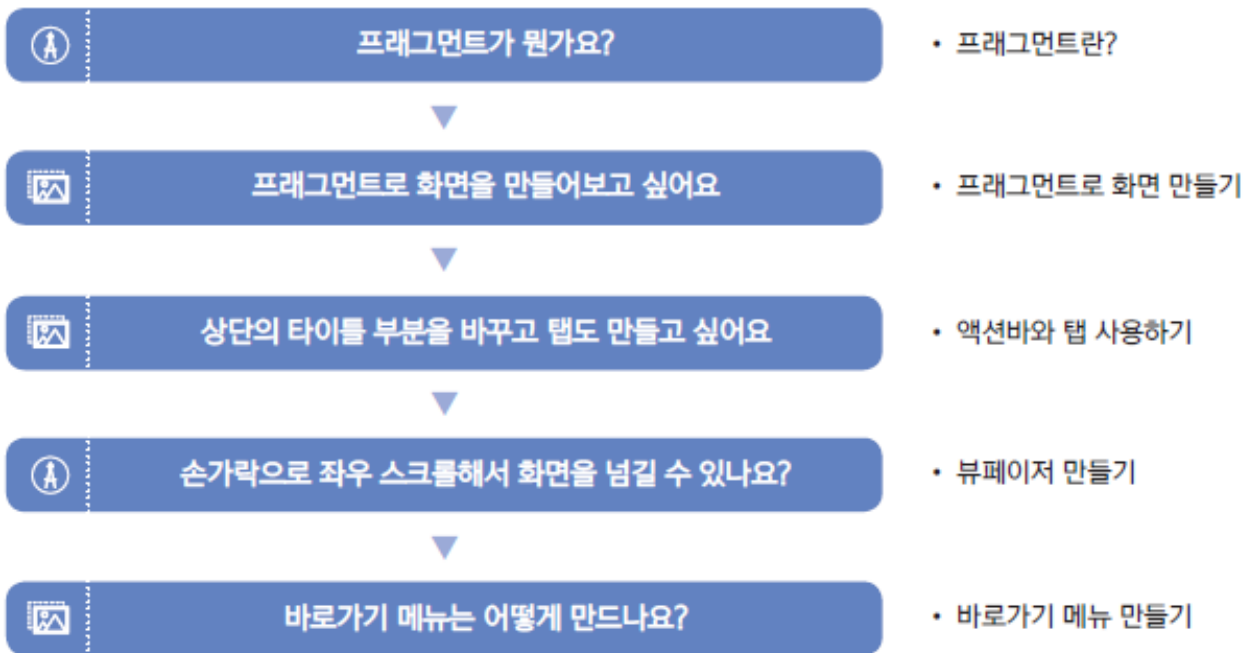 프래그먼트가 뭔가요?
• 프래그먼트란?
프래그먼트로 화면을 만들어보고 싶어요
• 프래그먼트로 화면 만들기
상단의 타이틀 부분을 바꾸고 탭도 만들고 싶어요
• 액션바와 탭 사용하기
손가락으로 좌우 스크롤해서 화면을 넘길 수 있나요?
• 뷰페이저 만들기
바로가기 메뉴는 어떻게 만드나요?
• 바로가기 메뉴 만들기